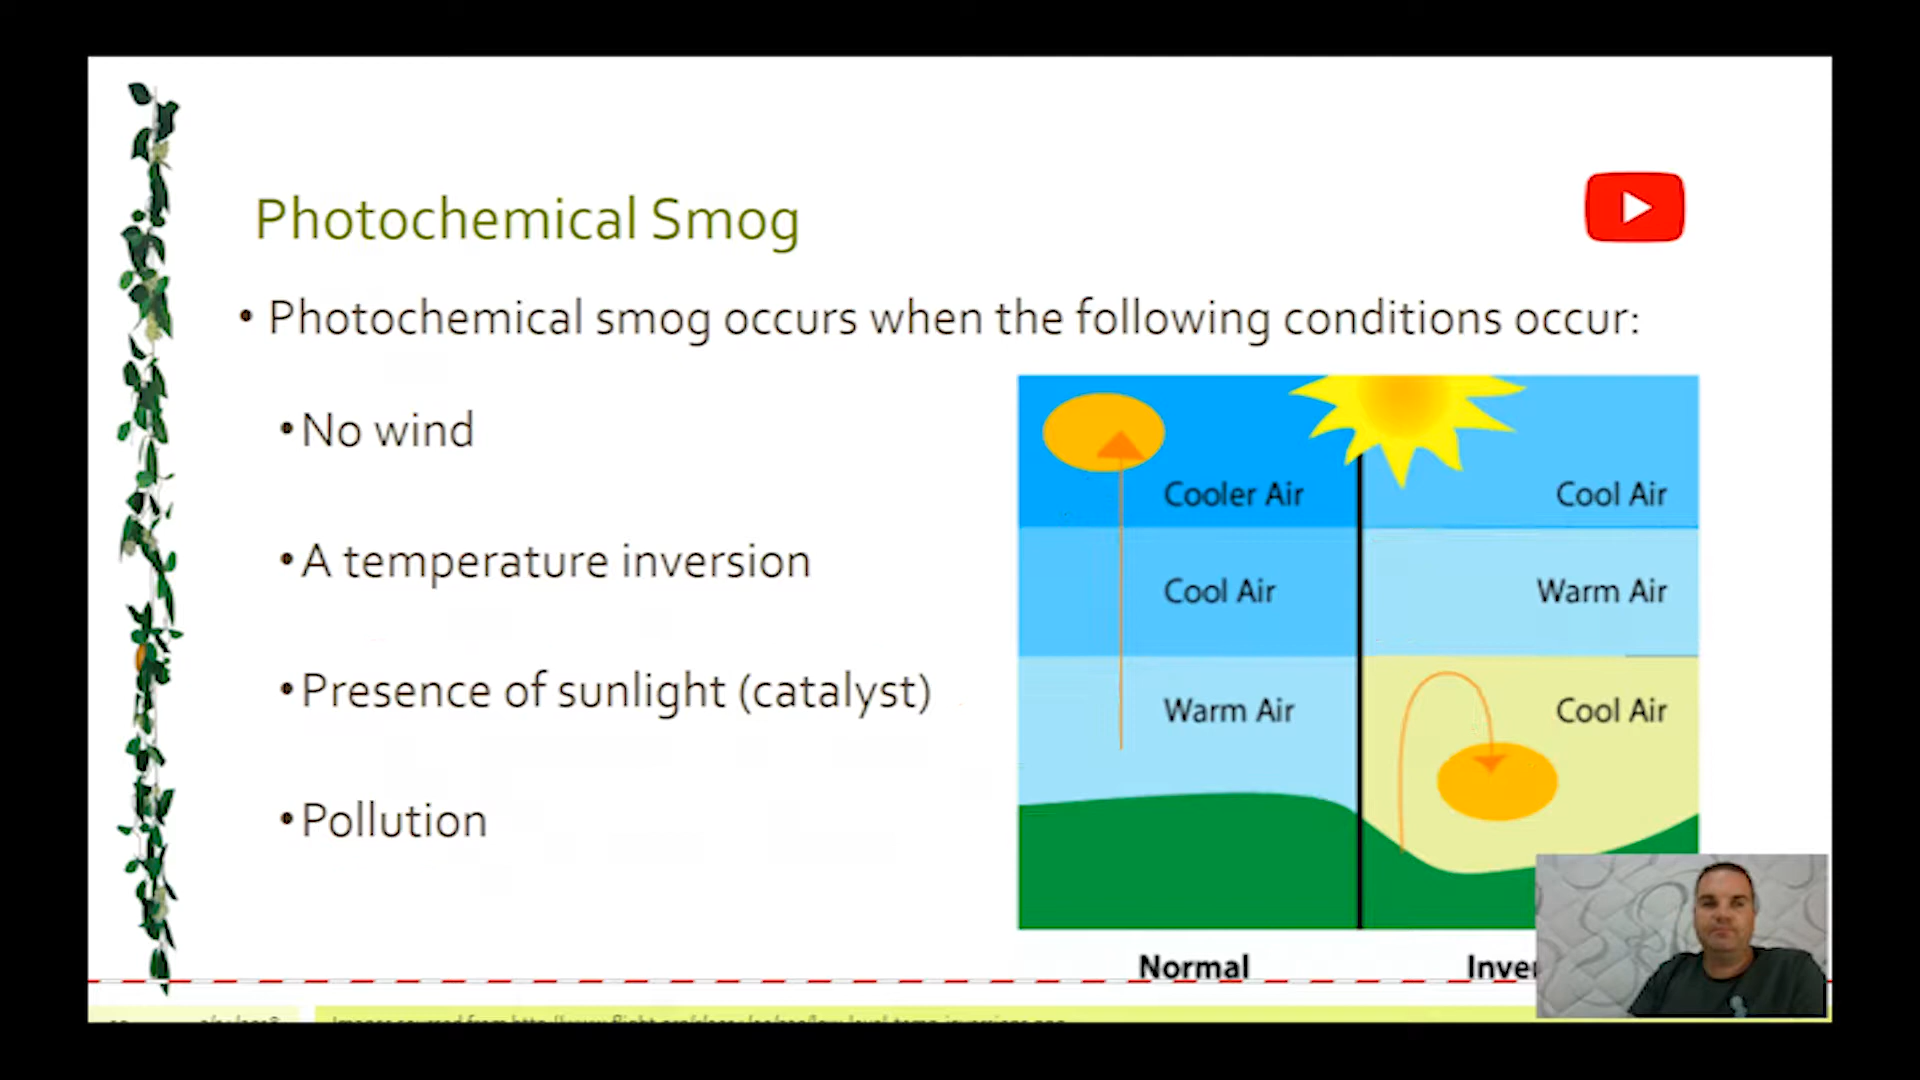 Photochemical Smog
• Photochemical smog occurs when the following conditions occur:
•No wind
•A temperature inversion
•Presence of sunlight (catalyst)
•Pollution
Cooler Air
Cool Air
Cool Air
Warm Air
Warm Air
Cool Air
Normal